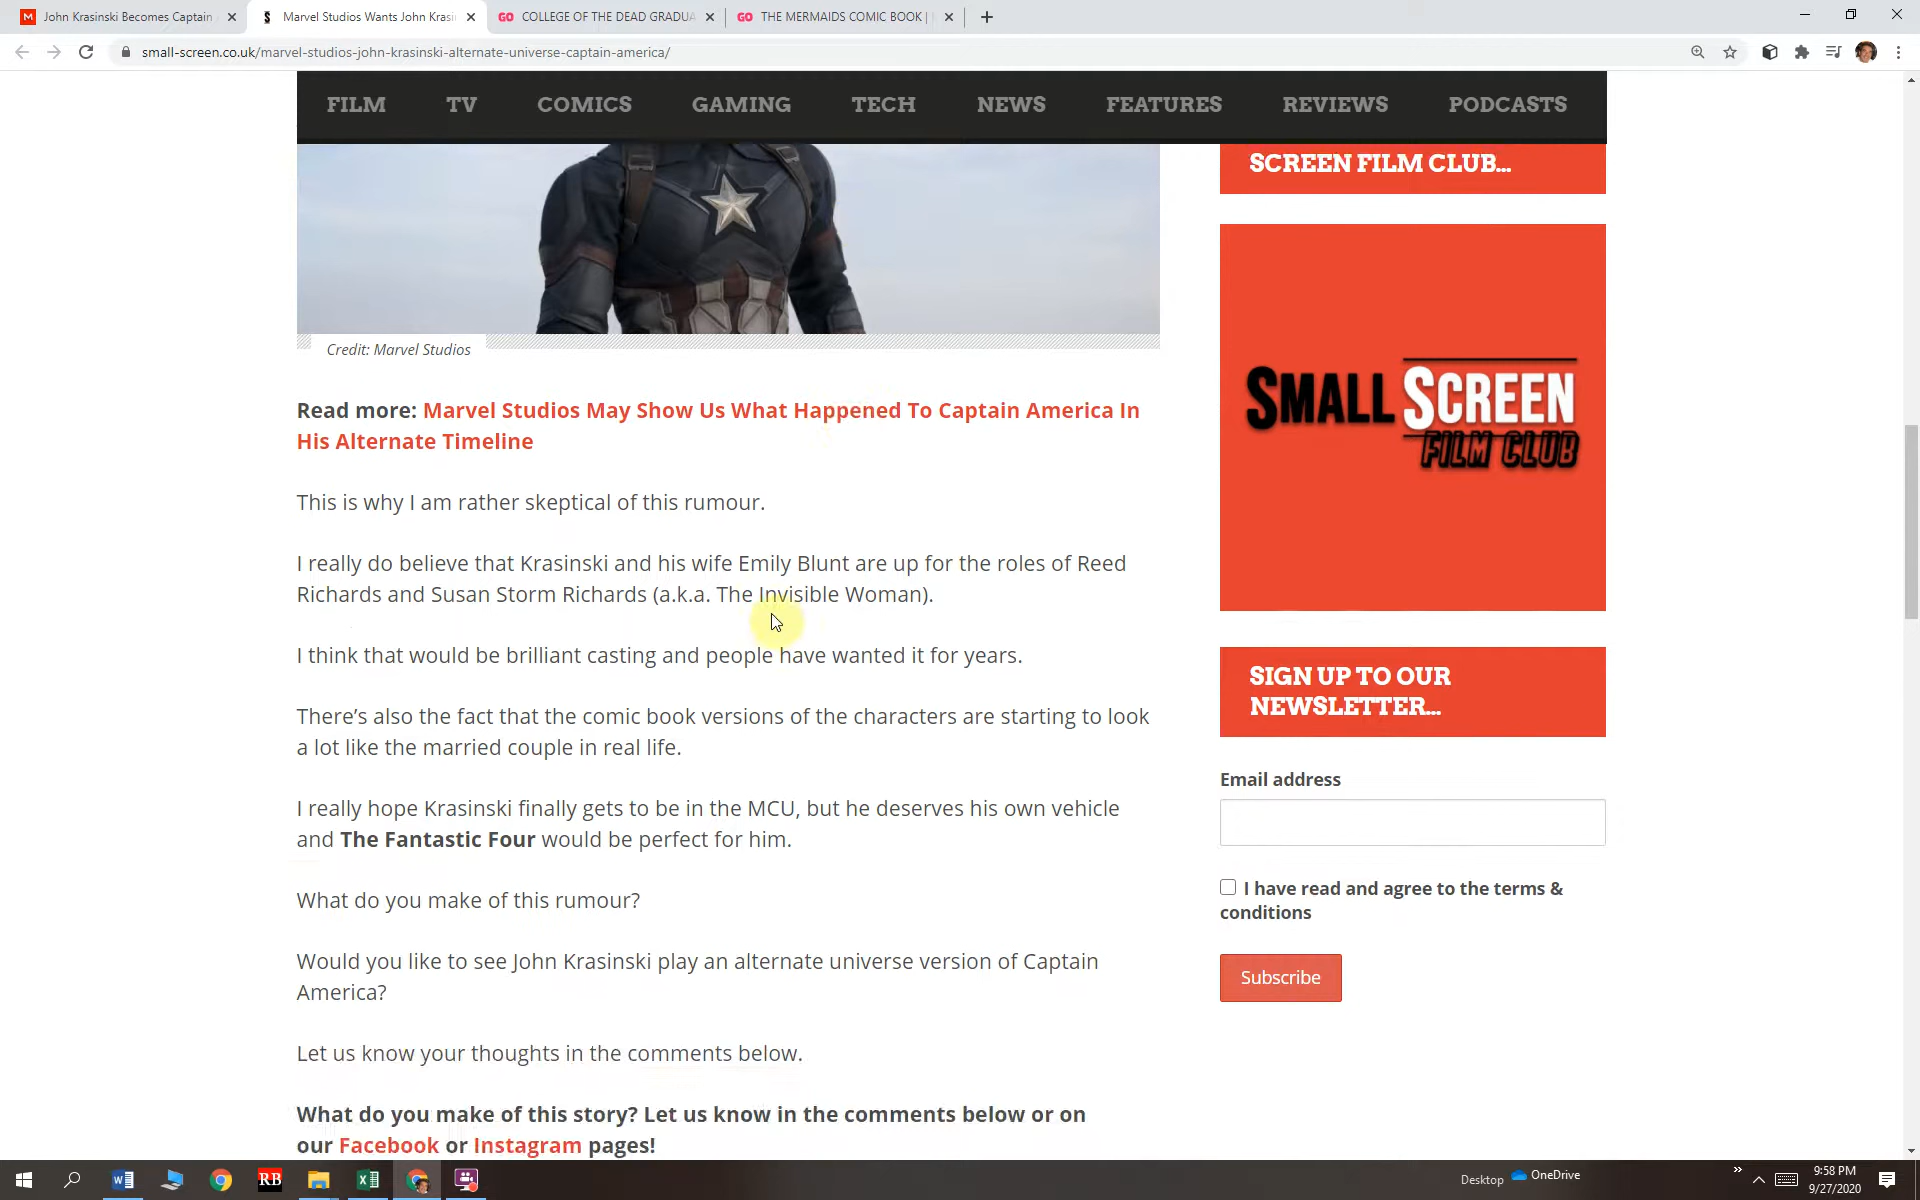 John Krasinski Becomes Captain
Marvel Studios Wants John Krasin
COLLEGE OF THE DEAD GRADUA
THE MERMAIDS COMIC BOOK |
small-screen.co.uk/marvel-studios-john-krasinski-alternate-universe-captain-america/
FILM TV COMICS GAMING TECH NEWS FEATURES REVIEWS PODCASTS
SCREEN FILM CLUB...
SMALL SCREEN
FILM CLUB
Credit: Marvel Studios
Read more: Marvel Studios May Show Us What Happened To Captain America In
His Alternate Timeline
This is why I am rather skeptical of this rumour.
I really do believe that Krasinski and his wife Emily Blunt are up for the roles of Reed
Richards and Susan Storm Richards (a.k.a. The Invisible Woman).
I think that would be brilliant casting and people have wanted it for years.
There’s also the fact that the comic book versions of the characters are starting to look
a lot like the married couple in real life.
I really hope Krasinski finally gets to be in the MCU, but he deserves his own vehicle
and The Fantastic Four would be perfect for him.
What do you make of this rumour?
Would you like to see John Krasinski play an alternate universe version of Captain
America?
Let us know your thoughts in the comments below.
What do you make of this story? Let us know in the comments below or on
our Facebook or Instagram pages!
SIGN UP TO OUR
NEWSLETTER...
Email address
I have read and agree to the terms &
conditions
Subscribe
RB
Desktop
OneDrive
9:58 PM
9/27/2020